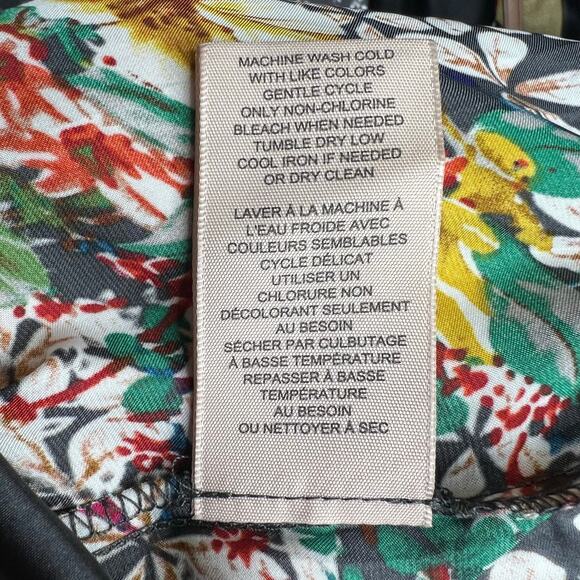 MACHINE WASH COLD
WITH LIKE COLORS
GENTLE CYCLE
ONLY NON-CHLORINE
BLEACH WHEN NEEDED
TUMBLE DRY LOW
COOL IRON IF NEEDED
OR DRY CLEAN
LAVER À LA MACHINE À
L'EAU FROIDE AVEC
COULEURS SEMBLABLES
CYCLE DÉLICAT
UTILISER UN
CHLORURE NON
DÉCOLORANT SEULEMENT
AU BESOIN
SÉCHER PAR CULBUTAGE
À BASSE TEMPÉRATURE
REPASSER À BASSE
TEMPÉRATURE
AU BESOIN
OU NETTOYER À SEC